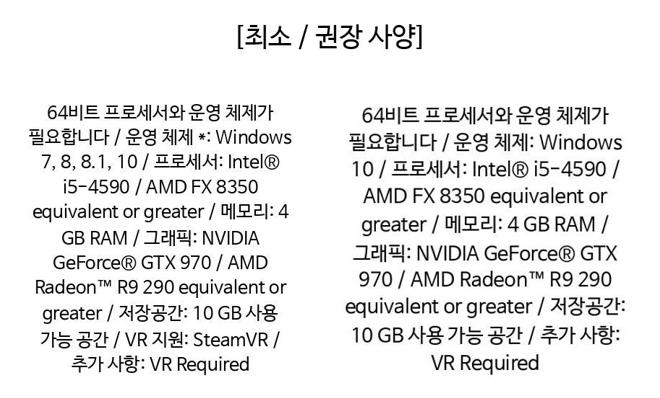 [최소 / 권장 사양]
64비트 프로세서와 운영 체제가
필요합니다 / 운영 체제 *: Windows
7, 8, 8.1, 10 / 프로세서: Intel®
i5-4590 / AMD FX 8350
equivalent or greater / 메모리: 4
GB RAM / 그래픽: NVIDIA
GeForce® GTX 970 / AMD
Radeon™ R9 290 equivalent or
greater / 저장공간: 10 GB 사용
가능 공간 / VR 지원: SteamVR /
추가 사항: VR Required
64비트 프로세서와 운영 체제가
필요합니다 / 운영 체제: Windows
10 / 프로세서: Intel® i5-4590 /
AMD FX 8350 equivalent or
greater / 메모리: 4 GB RAM /
그래픽: NVIDIA GeForce® GTX
970 / AMD Radeon™ R9 290
equivalent or greater / 저장공간:
10 GB 사용 가능 공간 / 추가 사항:
VR Required